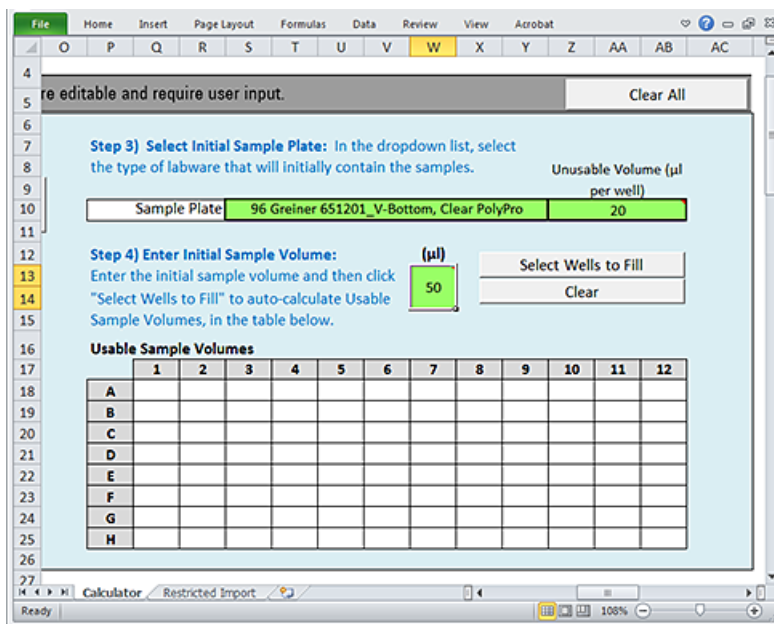 File Home Insert Page Layout Formulas Data Review View Acrobat
O P Q R S T U V W X Y Z AA AB AC
4
5 re editable and require user input. Clear All
6
7 Step 3) Select Initial Sample Plate: In the dropdown list, select
8 the type of labware that will initially contain the samples. Unusable Volume (µl
9 per well)
10 Sample Plate 96 Greiner 651201_V-Bottom, Clear PolyPro 20
11
12 Step 4) Enter Initial Sample Volume: (µl)
13 Enter the initial sample volume and then click 50 Select Wells to Fill
14 "Select Wells to Fill" to auto-calculate Usable Clear
15 Sample Volumes, in the table below.
16 Usable Sample Volumes
17 1 2 3 4 5 6 7 8 9 10 11 12
18 A
19 B
20 C
21 D
22 E
23 F
24 G
25 H
26
27
Calculator Restricted Import
Ready 108%